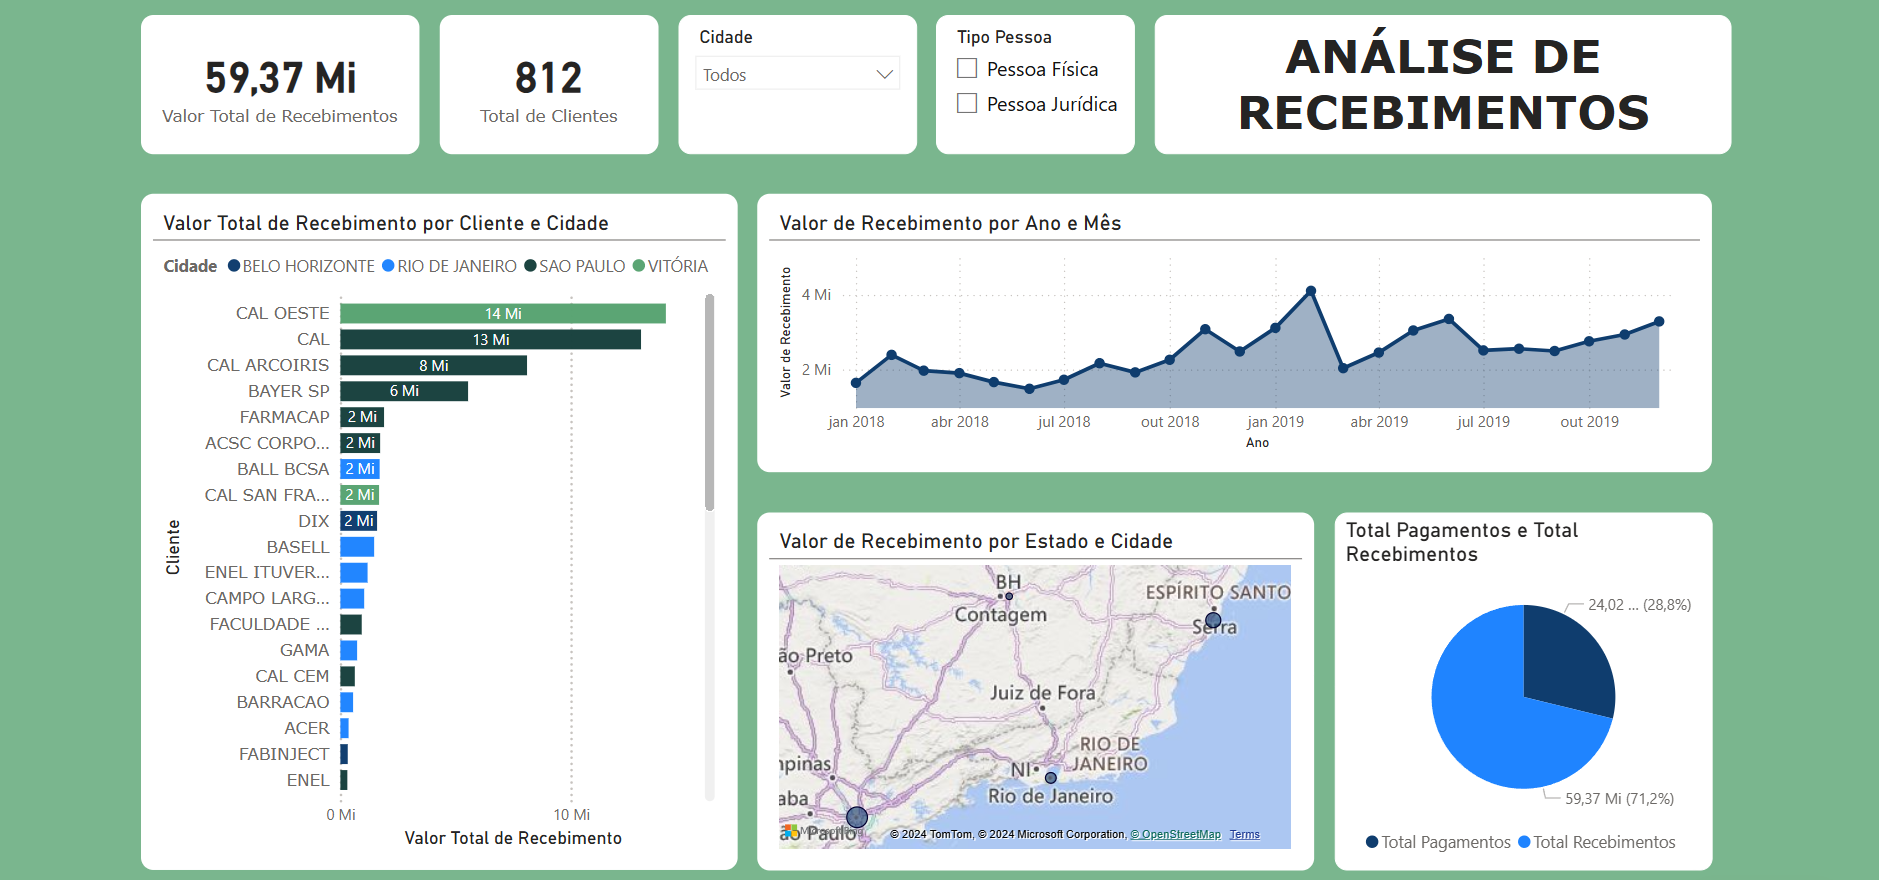 59,37 Mi
Valor Total de Recebimentos
812
Total de Clientes
Cidade
Todos
Tipo Pessoa
Pessoa Física
Pessoa Jurídica
ANÁLISE DE
RECEBIMENTOS
Valor Total de Recebimento por Cliente e Cidade
Cidade BELO HORIZONTE RIO DE JANEIRO SAO PAULO VITÓRIA
Cliente
CAL OESTE 14 Mi
CAL 13 Mi
CAL ARCOIRIS 8 Mi
BAYER SP 6 Mi
FARMACAP 2 Mi
ACSC CORPO... 2 Mi
BALL BCSA 2 Mi
CAL SAN FRA... 2 Mi
DIX 2 Mi
BASELL
ENEL ITUVER...
CAMPO LARG...
FACULDADE ...
GAMA
CAL CEM
BARRACAO
ACER
FABINJECT
ENEL
0 Mi 10 Mi
Valor Total de Recebimento
Valor de Recebimento por Ano e Mês
Valor de Recebimento
4 Mi
2 Mi
jan 2018 abr 2018 jul 2018 out 2018 jan 2019 abr 2019 jul 2019 out 2019
Ano
Valor de Recebimento por Estado e Cidade
BH
Contagem
ESPÍRITO SANTO
Serra
ão Preto
Juiz de Fora
RIO DE
JANEIRO
npinas
NI
Rio de Janeiro
aba
ão Paulo
© 2024 TomTom, © 2024 Microsoft Corporation, © OpenStreetMap Terms
Total Pagamentos e Total
Recebimentos
24,02 ... (28,8%)
59,37 Mi (71,2%)
Total Pagamentos Total Recebimentos